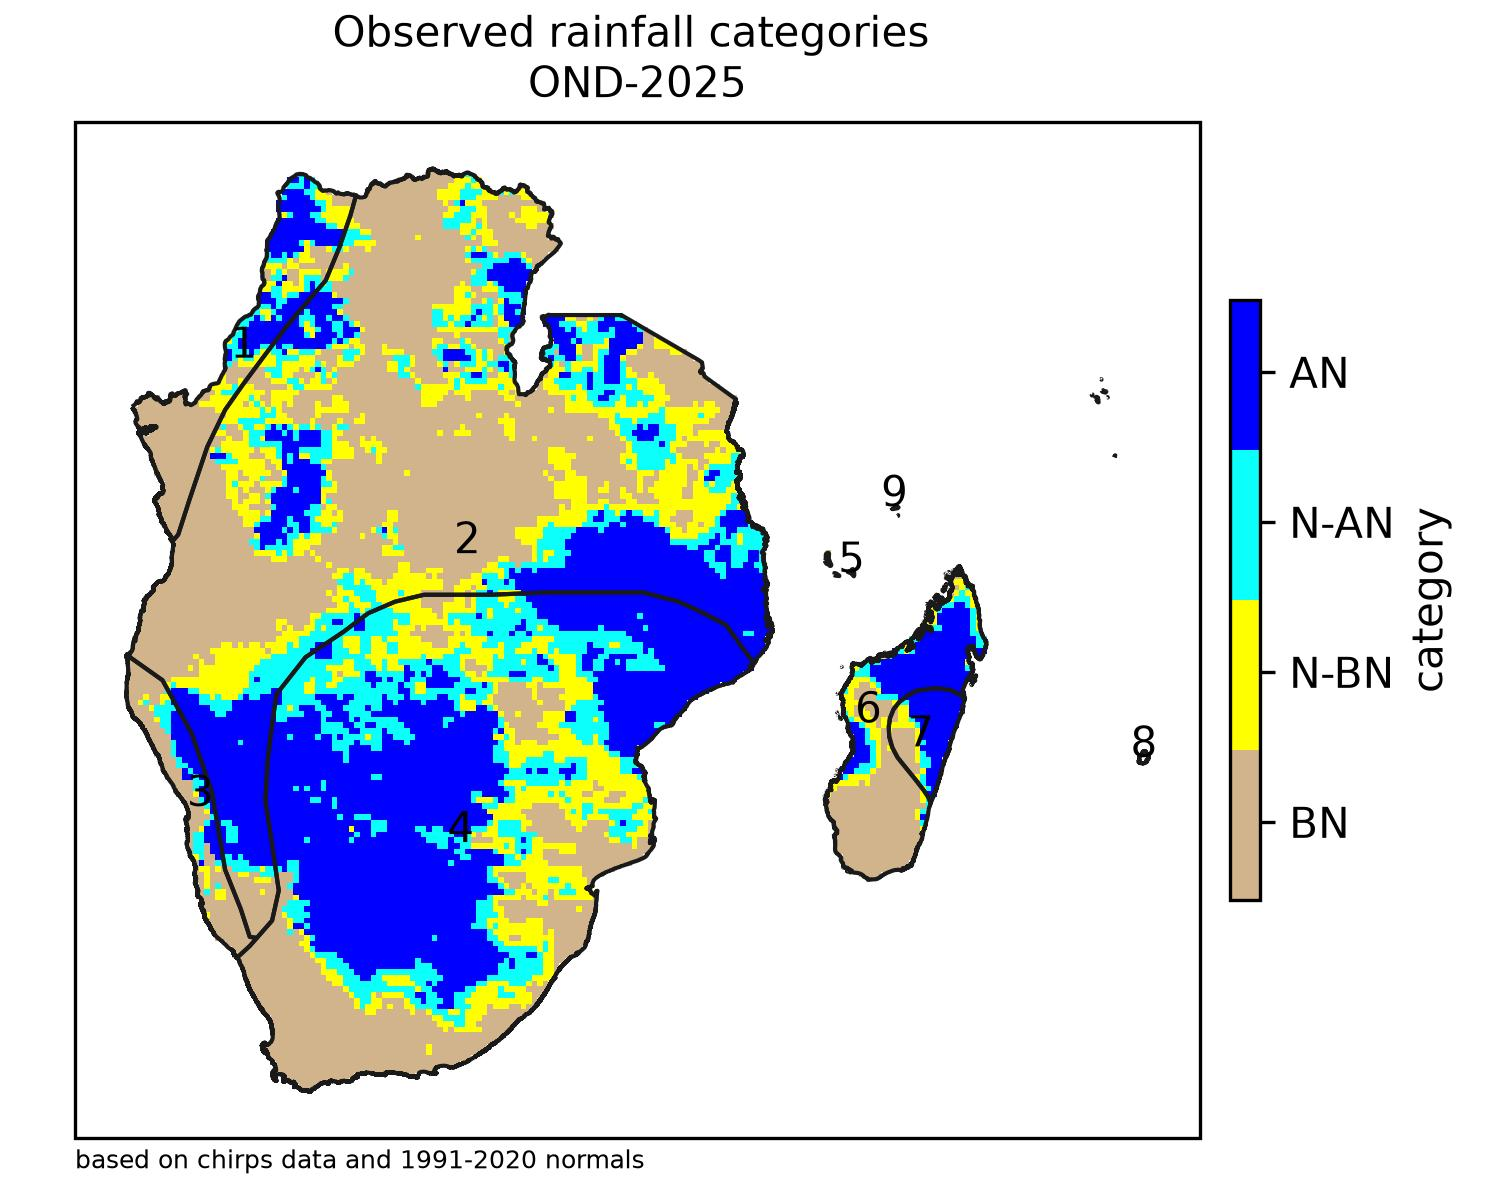 Observed rainfall categories
OND-2025
1
2
3
4
5
6
7
8
9
AN
N-AN
N-BN
BN
category
based on chirps data and 1991-2020 normals